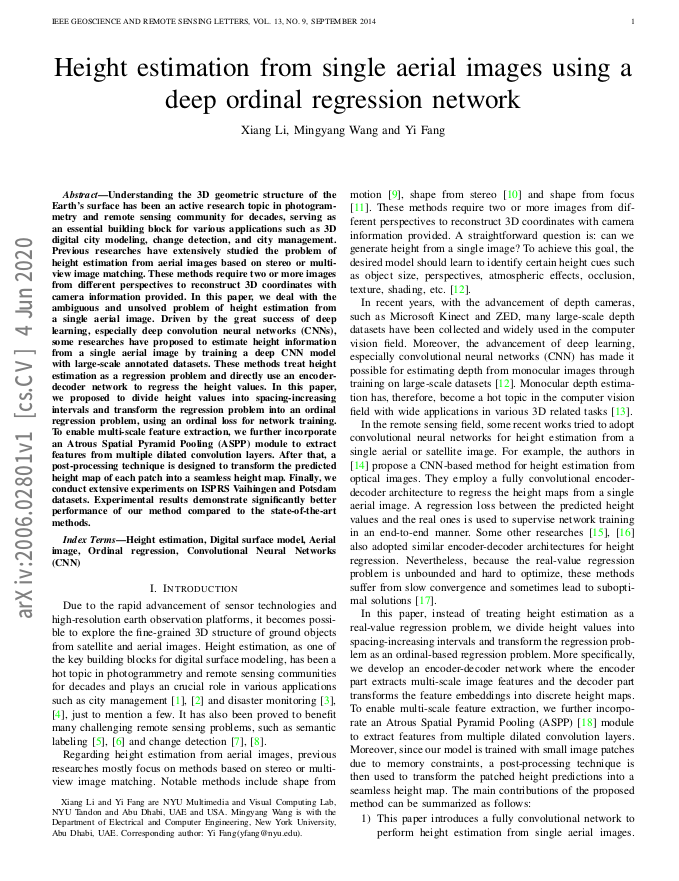 IEEE GEOSCIENCE AND REMOTE SENSING LETTERS, VOL. 13, NO. 9, SEPTEMBER 2014 1
Height estimation from single aerial images using a
deep ordinal regression network
Xiang Li, Mingyang Wang and Yi Fang
arXiv:2006.02801v1 [cs.CV] 4 Jun 2020
Abstract—Understanding the 3D geometric structure of the
Earth's surface has been an active research topic in photogram-
metry and remote sensing community for decades, serving as
an essential building block for various applications such as 3D
digital city modeling, change detection, and city management.
Previous researches have extensively studied the problem of
height estimation from aerial images based on stereo or multi-
view image matching. These methods require two or more images
from different perspectives to reconstruct 3D coordinates with
camera information provided. In this paper, we deal with the
ambiguous and unsolved problem of height estimation from
a single aerial image. Driven by the great success of deep
learning, especially deep convolution neural networks (CNNs),
some researches have proposed to estimate height information
from a single aerial image by training a deep CNN model
with large-scale annotated datasets. These methods treat height
estimation as a regression problem and directly use an encoder-
decoder network to regress the height values. In this paper,
we proposed to divide height values into spacing-increasing
intervals and transform the regression problem into an ordinal
regression problem, using an ordinal loss for network training.
To enable multi-scale feature extraction, we further incorporate
an Atrous Spatial Pyramid Pooling (ASPP) module to extract
features from multiple dilated convolution layers. After that, a
post-processing technique is designed to transform the predicted
height map of each patch into a seamless height map. Finally, we
conduct extensive experiments on ISPRS Vaihingen and Potsdam
datasets. Experimental results demonstrate significantly better
performance of our method compared to the state-of-the-art
methods.
Index Terms—Height estimation, Digital surface model, Aerial
image, Ordinal regression, Convolutional Neural Networks
(CNN)
I. INTRODUCTION
Due to the rapid advancement of sensor technologies and
high-resolution earth observation platforms, it becomes possi-
ble to explore the fine-grained 3D structure of ground objects
from satellite and aerial images. Height estimation, as one of
the key building blocks for digital surface modeling, has been a
hot topic in photogrammetry and remote sensing communities
for decades and plays an crucial role in various applications
such as city management [1], [2] and disaster monitoring [3],
[4], just to mention a few. It has also been proved to benefit
many challenging remote sensing problems, such as semantic
labeling [5], [6] and change detection [7], [8].
Regarding height estimation from aerial images, previous
researches mostly focus on methods based on stereo or multi-
view image matching. Notable methods include shape from
Xiang Li and Yi Fang are NYU Multimedia and Visual Computing Lab,
NYU Tandon and Abu Dhabi, UAE and USA. Mingyang Wang is with the
Department of Electrical and Computer Engineering, New York University,
Abu Dhabi, UAE. Corresponding author: Yi Fang(yfang@nyu.edu).
motion [9], shape from stereo [10] and shape from focus
[11]. These methods require two or more images from dif-
ferent perspectives to reconstruct 3D coordinates with camera
information provided. A straightforward question is: can we
generate height from a single image? To achieve this goal, the
desired model should learn to identify certain height cues such
as object size, perspectives, atmospheric effects, occlusion,
texture, shading, etc. [12].
In recent years, with the advancement of depth cameras,
such as Microsoft Kinect and ZED, many large-scale depth
datasets have been collected and widely used in the computer
vision field. Moreover, the advancement of deep learning,
especially convolutional neural networks (CNN) has made it
possible for estimating depth from monocular images through
training on large-scale datasets [12]. Monocular depth estima-
tion has, therefore, become a hot topic in the computer vision
field with wide applications in various 3D related tasks [13].
In the remote sensing field, some recent works tried to adopt
convolutional neural networks for height estimation from a
single aerial or satellite image. For example, the authors in
[14] propose a CNN-based method for height estimation from
optical images. They employ a fully convolutional encoder-
decoder architecture to regress the height maps from a single
aerial image. A regression loss between the predicted height
values and the real ones is used to supervise network training
in an end-to-end manner. Some other researches [15], [16]
also adopted similar encoder-decoder architectures for height
regression. Nevertheless, because the real-value regression
problem is unbounded and hard to optimize, these methods
suffer from slow convergence and sometimes lead to subopti-
mal solutions [17].
In this paper, instead of treating height estimation as a
real-value regression problem, we divide height values into
spacing-increasing intervals and transform the regression prob-
lem as an ordinal-based regression problem. More specifically,
we develop an encoder-decoder network where the encoder
part extracts multi-scale image features and the decoder part
transforms the feature embeddings into discrete height maps.
To enable multi-scale feature extraction, we further incorpo-
rate an Atrous Spatial Pyramid Pooling (ASPP) [18] module
to extract features from multiple dilated convolution layers.
Moreover, since our model is trained with small image patches
due to memory constraints, a post-processing technique is
then used to transform the patched height predictions into a
seamless height map. The main contributions of the proposed
method can be summarized as follows:
1) This paper introduces a fully convolutional network to
perform height estimation from single aerial images.